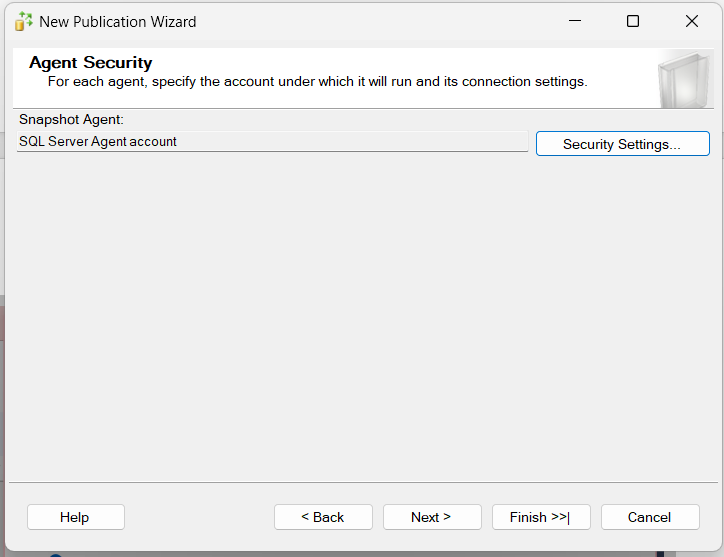 New Publication Wizard
Agent Security
For each agent, specify the account under which it will run and its connection settings.
Snapshot Agent:
SQL Server Agent account
Security Settings...
Help
< Back
Next >
Finish >>|
Cancel